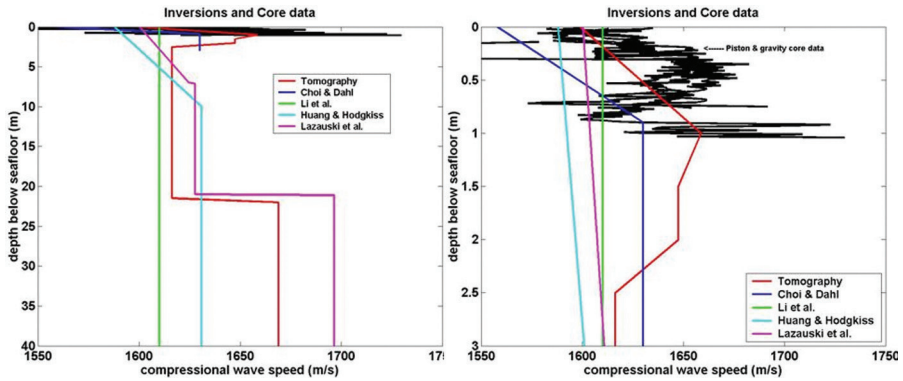 Inversions and Core data
0
5
10
15
20
25
30
35
40
depth below seafloor (m)
Tomography
Choi & Dahl
Li et al.
Huang & Hodgkiss
Lazauski et al.
1550
1600
1650
1700
compressional wave speed (m/s)
Inversions and Core data
0
0.5
1
1.5
2
2.5
3
depth below seafloor (m)
<----- Piston & gravity core data
Tomography
Choi & Dahl
Li et al.
Huang & Hodgkiss
Lazauski et al.
1550
1600
1650
1700
1750
compressional wave speed (m/s)